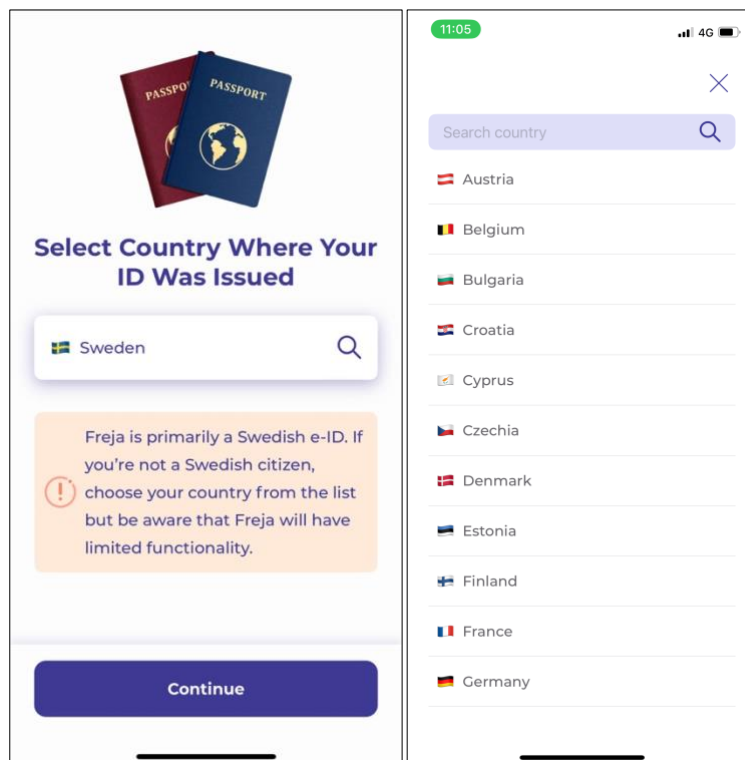 PASSPORT
Select Country Where Your
ID Was Issued
Sweden
Freja is primarily a Swedish e-ID. If
you're not a Swedish citizen,
choose your country from the list
but be aware that Freja will have
limited functionality.
Continue
11:05
4G
Search country
Austria
Belgium
Bulgaria
Croatia
Cyprus
Czechia
Denmark
Estonia
Finland
France
Germany